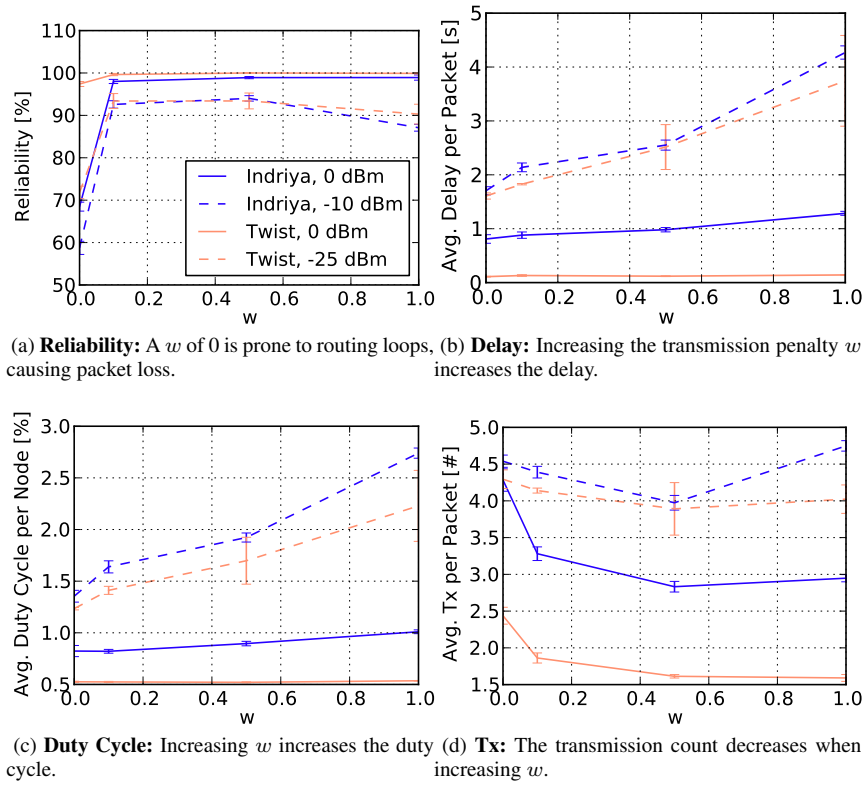 110
100
90
80
70
60
50
Reliability [%]
0.0 0.2 0.4 0.6 0.8 1.0
w
Indriya, 0 dBm
Indriya, -10 dBm
Twist, 0 dBm
Twist, -25 dBm
(a) Reliability: A w of 0 is prone to routing loops,
causing packet loss.
5
4
3
2
1
0
Avg. Delay per Packet [s]
0.0 0.2 0.4 0.6 0.8 1.0
w
(b) Delay: Increasing the transmission penalty w
increases the delay.
3.0
2.5
2.0
1.5
1.0
0.5
Avg. Duty Cycle per Node [%]
0.0 0.2 0.4 0.6 0.8 1.0
w
(c) Duty Cycle: Increasing w increases the duty
cycle.
5.0
4.5
4.0
3.5
3.0
2.5
2.0
1.5
Avg. Tx per Packet [#]
0.0 0.2 0.4 0.6 0.8 1.0
w
(d) Tx: The transmission count decreases when
increasing w.